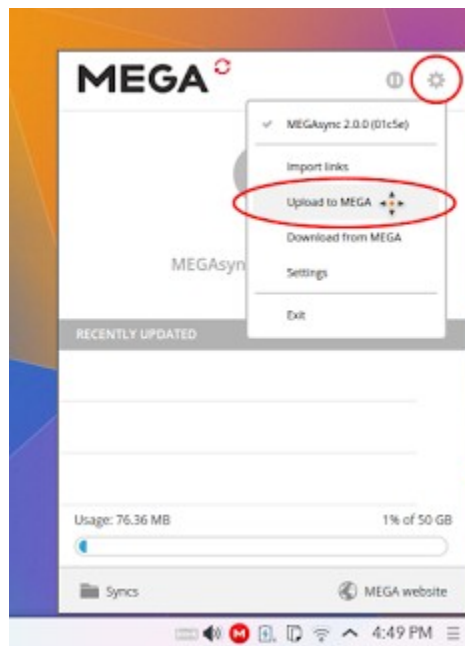 MEGA
MEGAsync 2.0.0 (01c5e)
Import links
Upload to MEGA
Download from MEGA
MEGAsyn
Settings
Exit
RECENTLY UPDATED
Usage: 76.36 MB 1% of 50 GB
Syncs MEGA website
M 4:49 PM